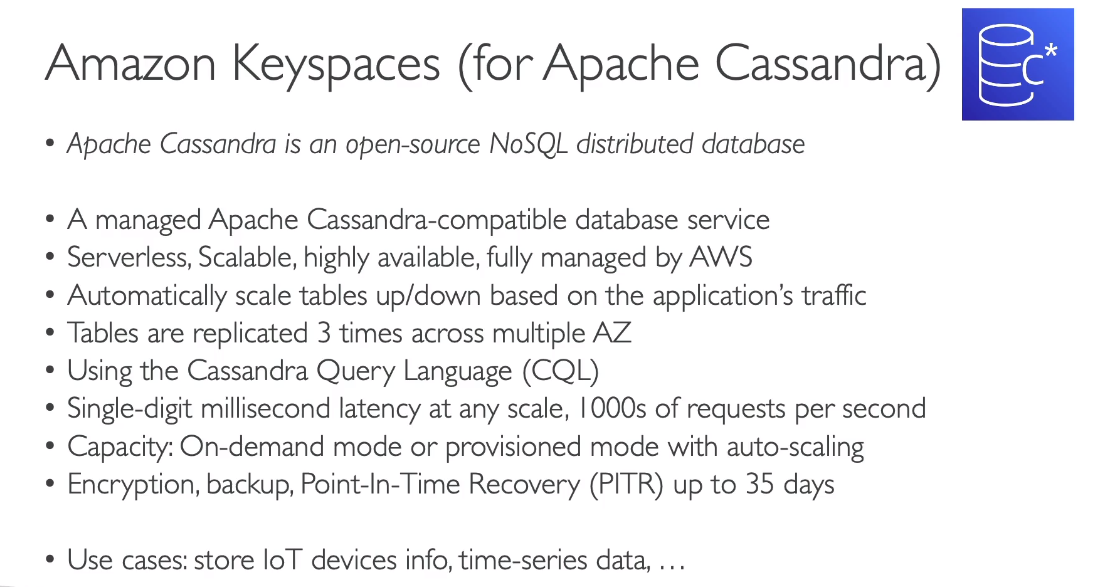 Amazon Keyspaces (for Apache Cassandra)
C*
• Apache Cassandra is an open-source NoSQL distributed database
• A managed Apache Cassandra-compatible database service
• Serverless, Scalable, highly available, fully managed by AWS
• Automatically scale tables up/down based on the application’s traffic
• Tables are replicated 3 times across multiple AZ
• Using the Cassandra Query Language (CQL)
• Single-digit millisecond latency at any scale, 1000s of requests per second
• Capacity: On-demand mode or provisioned mode with auto-scaling
• Encryption, backup, Point-In-Time Recovery (PITR) up to 35 days
• Use cases: store IoT devices info, time-series data, …